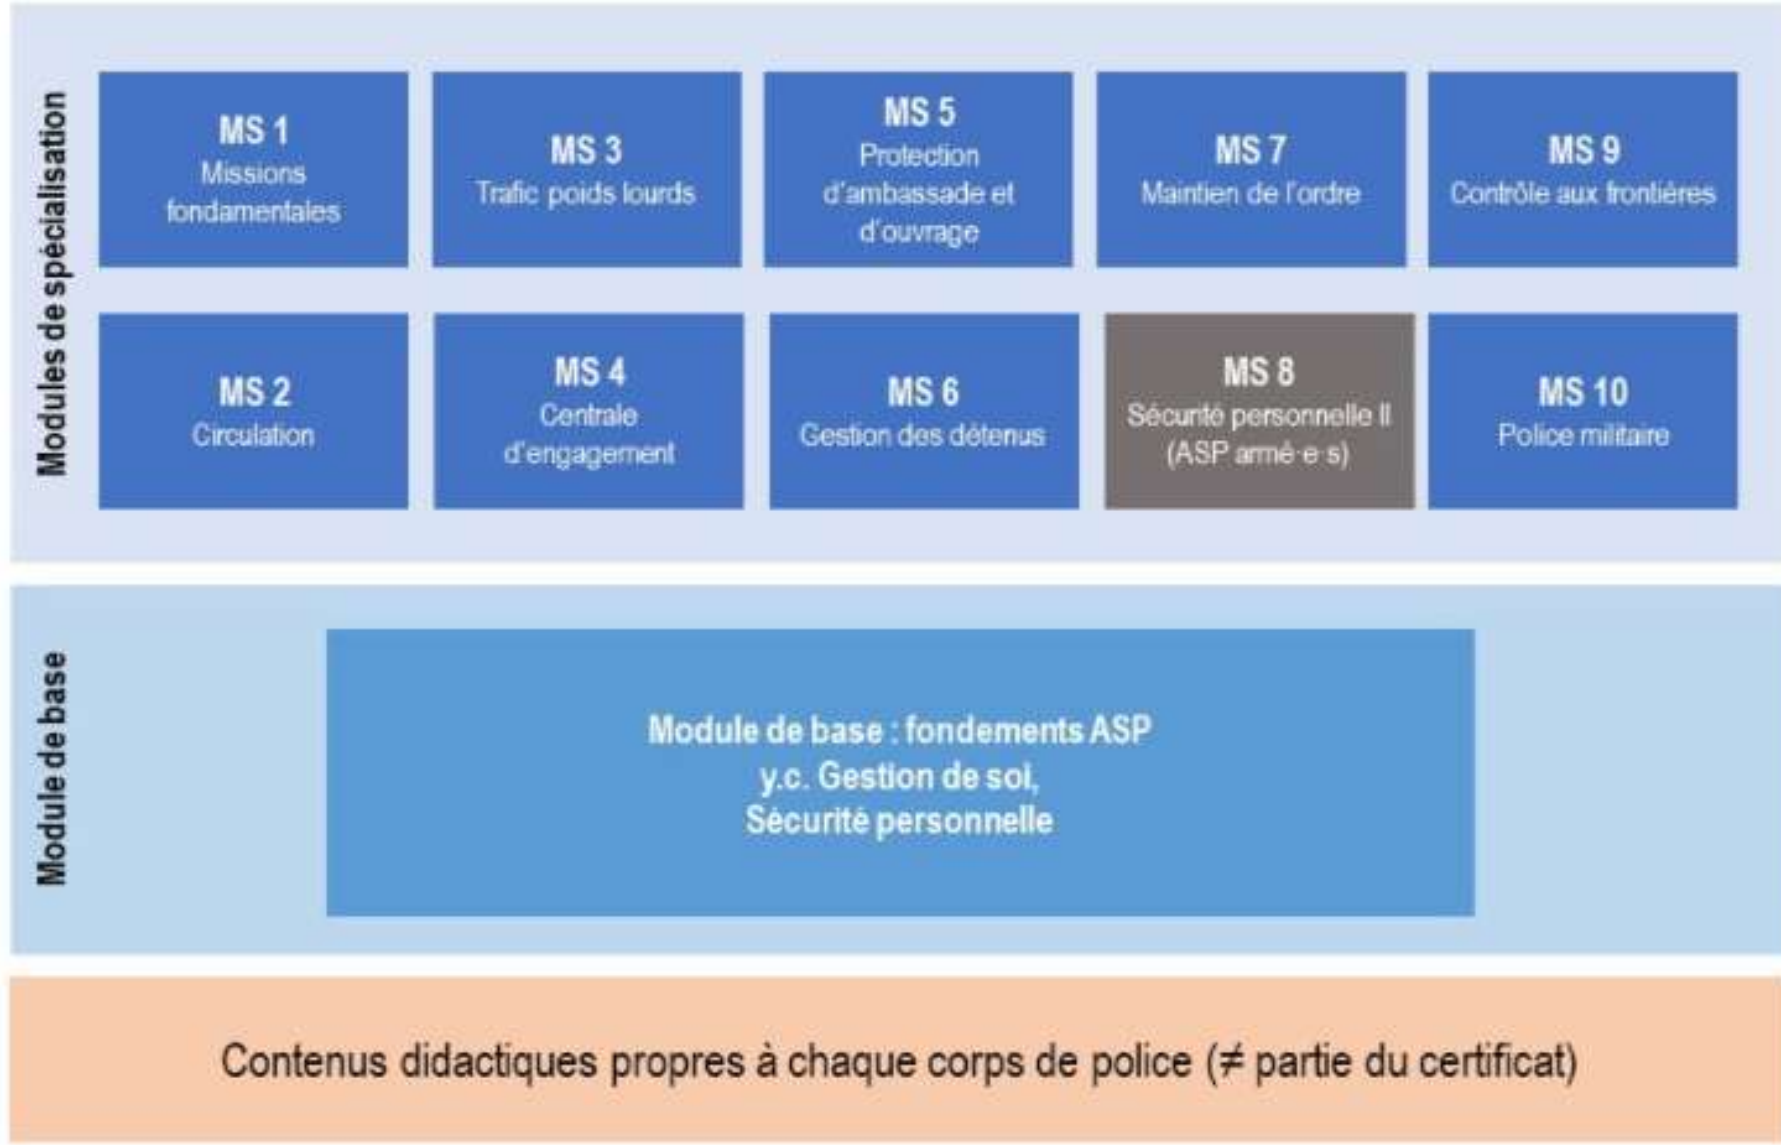 Modules de spécialisation
MS 1
Missions
fondamentales
MS 3
Trafic poids lourds
MS 5
Protection
d'ambassade et
d'ouvrage
MS 7
Maintien de l'ordre
MS 9
Contrôle aux frontières
MS 2
Circulation
MS 4
Centrale
d'engagement
MS 6
Gestion des détenus
MS 8
Sécurité personnelle II
(ASP armé·e·s)
MS 10
Police militaire
Module de base
Module de base : fondements ASP
y.c. Gestion de soi,
Sécurité personnelle
Contenus didactiques propres à chaque corps de police (≠ partie du certificat)